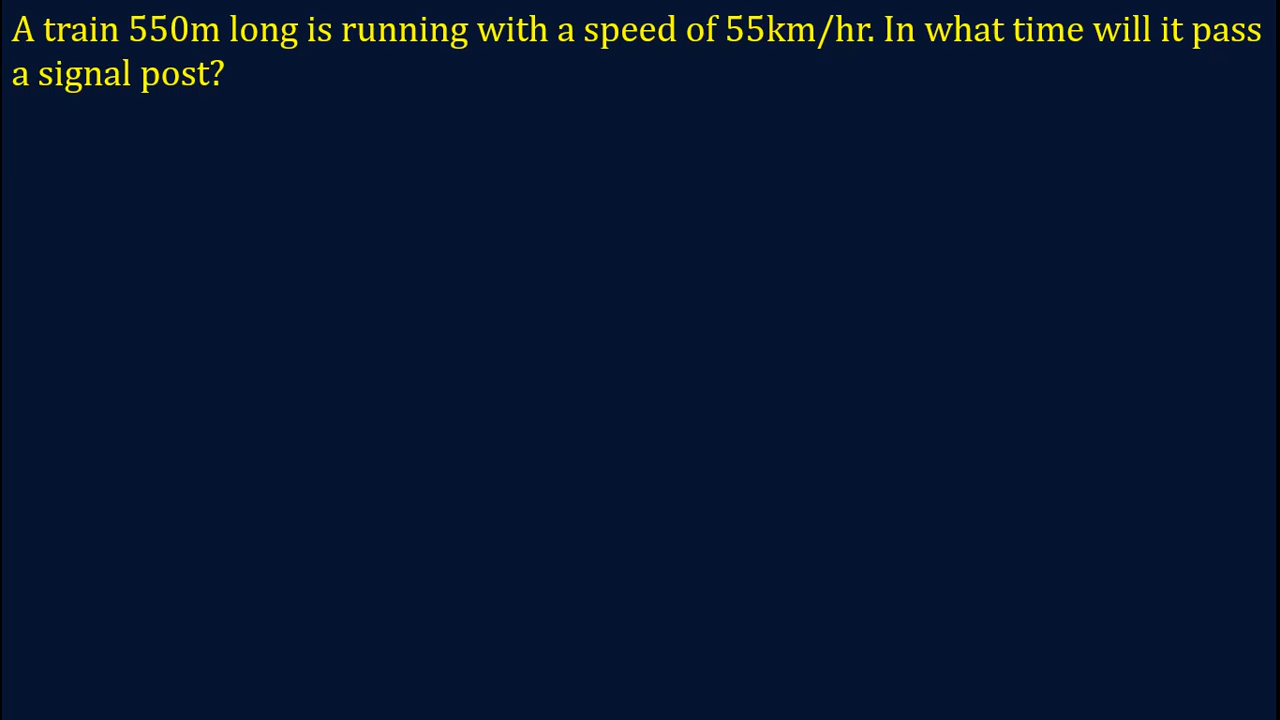 A train 550m long is running with a speed of 55km/hr. In what time will it pass
a signal post?